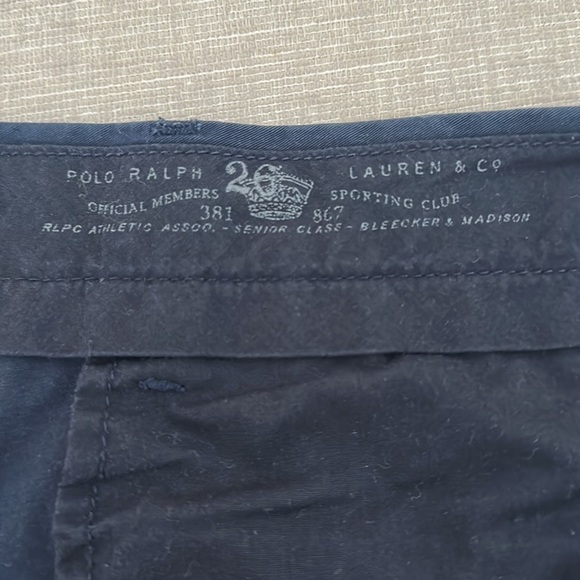 POLO RALPH 26 LAUREN & Co
OFFICIAL MEMBERS SPORTING CLUB
381 867
RLPC ATHLETIC ASSOC. - SENIOR CLASS - BLEECKER & MADISON